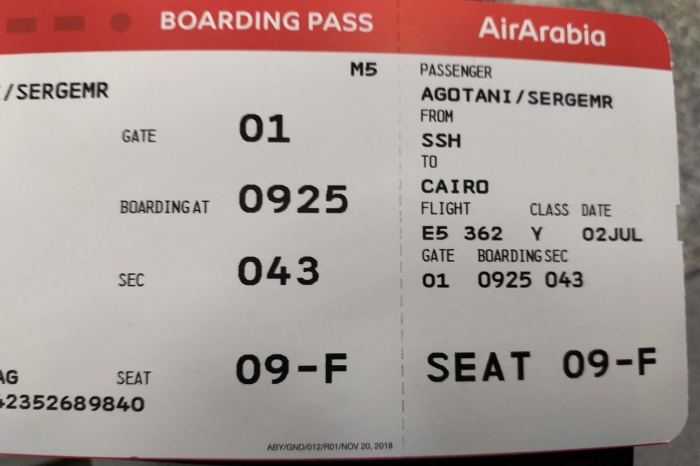 BOARDING PASS
M5
/SERGEMR
GATE 01
BOARDING AT 0925
SEC 043
AG SEAT 09-F
42352689840
ABY/GND/012/R01/NOV 20, 2018
AirArabia
PASSENGER
AGOTANI/SERGEMR
FROM
SSH
TO
CAIRO
FLIGHT CLASS DATE
E5 362 Y 02JUL
GATE BOARDING SEC
01 0925 043
SEAT 09-F